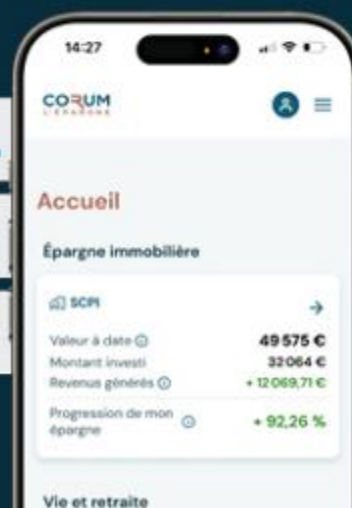 14:27
CORUM
L'ÉPARGNE
Accueil
Épargne immobilière
SCPI
Valeur à date 49 575 €
Montant investi 32 064 €
Revenus générés + 12 069,71 €
Progression de mon
épargne + 92,26 %
Vie et retraite